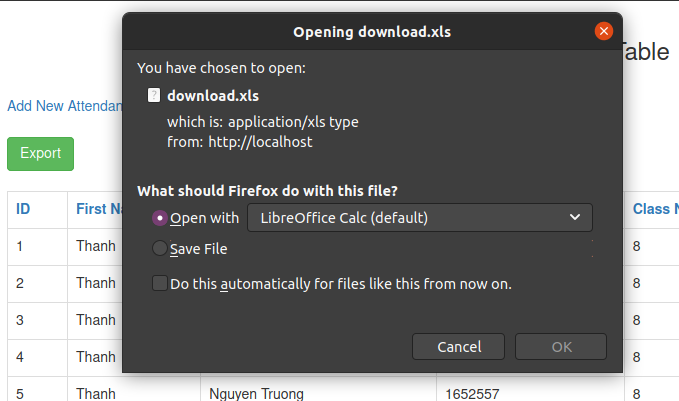 Opening download.xls
Table
You have chosen to open:
download.xls
Add New Attendan
which is: application/xls type
from: http://localhost
Export
What should Firefox do with this file?
ID First Na Class N
Open with LibreOffice Calc (default)
1 Thanh 8
Save File
2 Thanh 8
Do this automatically for files like this from now on.
3 Thanh 8
4 Thanh 8
Cancel OK
5 Thanh Nguyen Truong 1652557 8